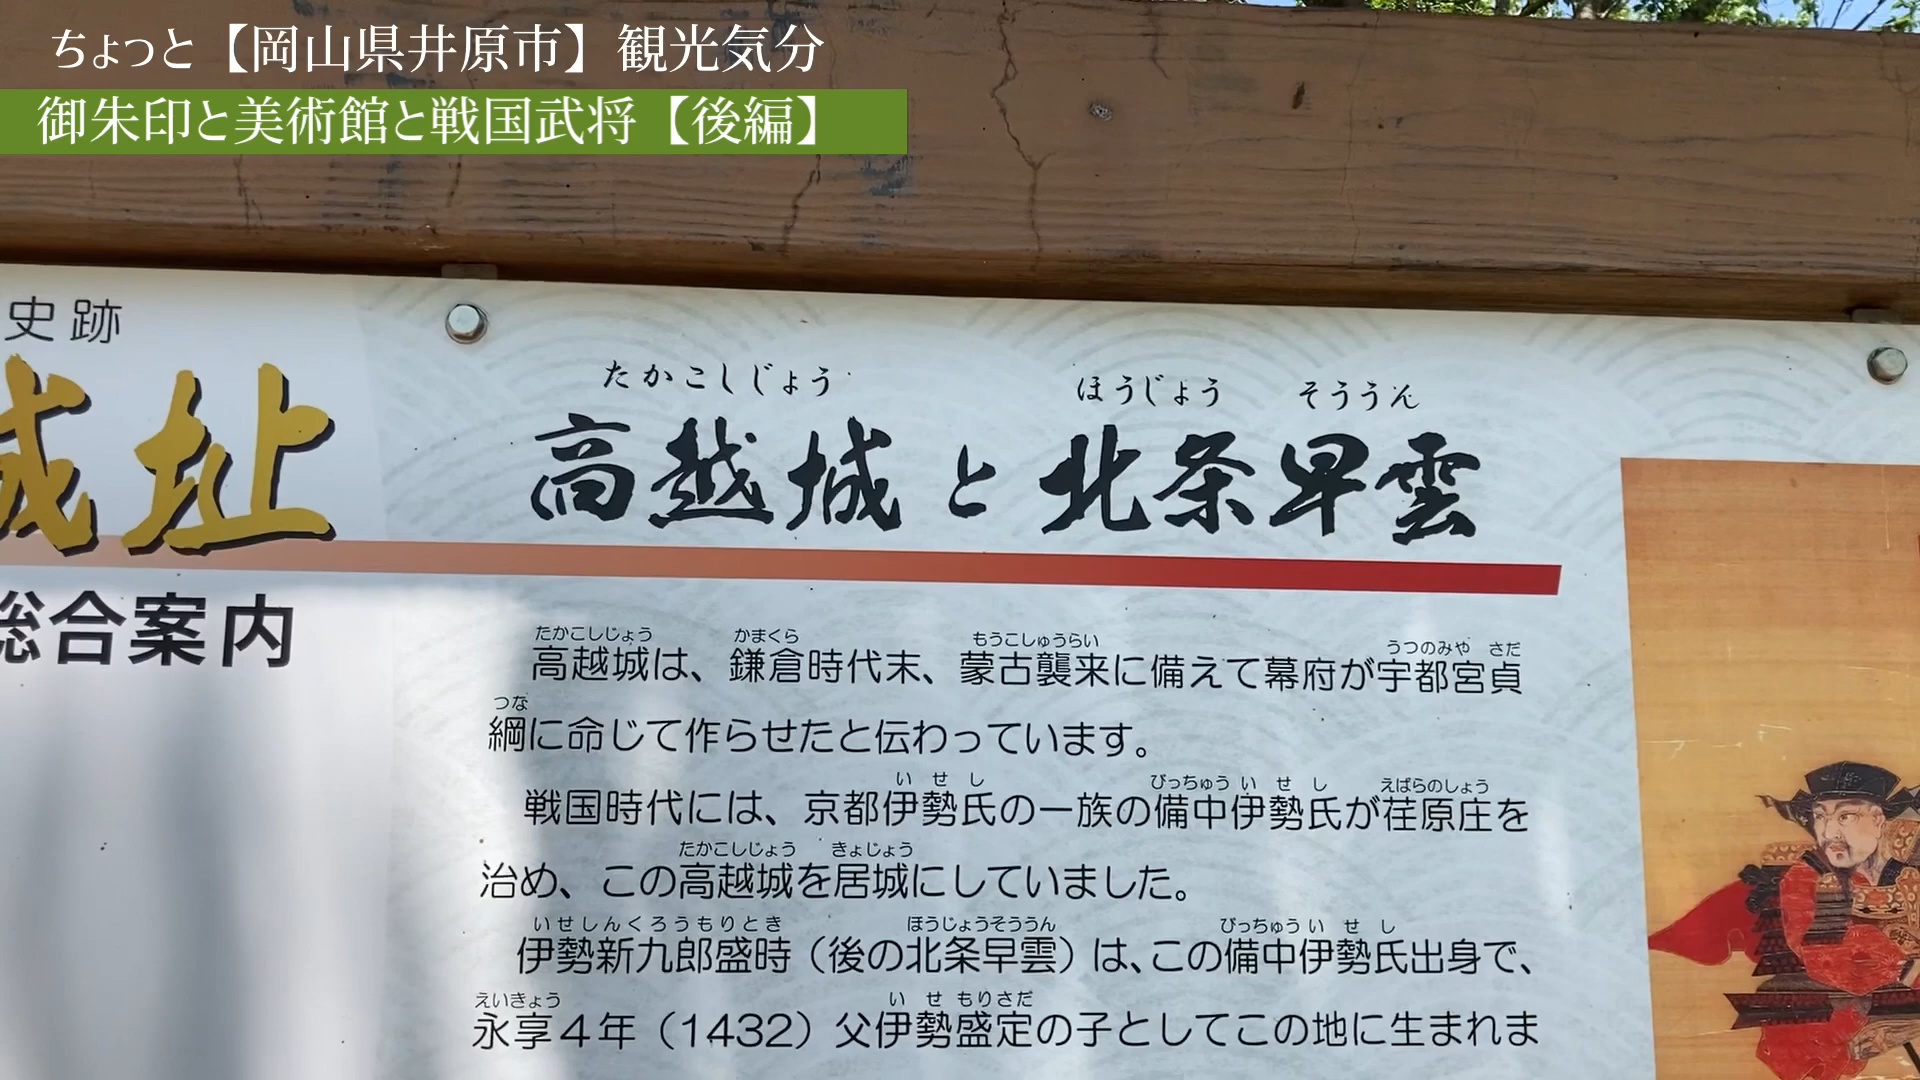 ちょっと【岡山県井原市】観光気分
御朱印と美術館と戦国武将【後編】
史跡
城址
総合案内
たかこしじょう ほうじょう そううん
高越城と北条早雲
たかこしじょう かまくら もうこしゅうらい うつのみや さだ
高越城は、鎌倉時代末、蒙古襲来に備えて幕府が宇都宮貞
つな
綱に命じて作らせたと伝わっています。
いせし びっちゅういせし えばらのしょう
戦国時代には、京都伊勢氏の一族の備中伊勢氏が荏原庄を
たかこしじょう きょじょう
治め、この高越城を居城にしていました。
いせしんくろうもりとき ほうじょうそううん びっちゅういせし
伊勢新九郎盛時（後の北条早雲）は、この備中伊勢氏出身で、
えいきょう いせ もりさだ
永享４年（1432）父伊勢盛定の子としてこの地に生まれま